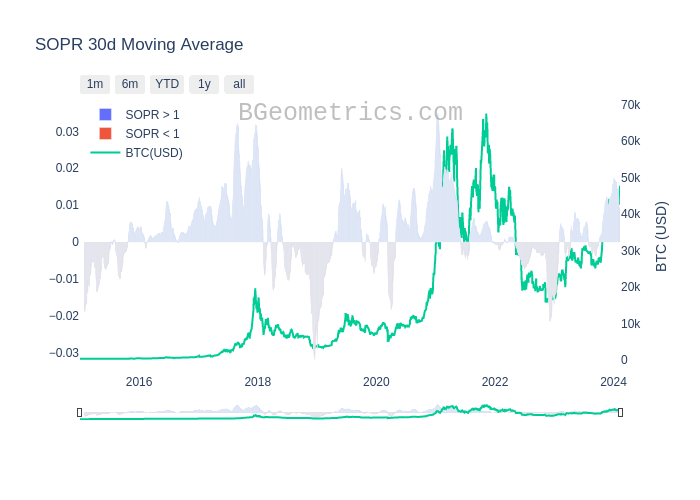 SOPR 30d Moving Average
1m 6m YTD 1y all
BGeometrics.com
SOPR > 1
SOPR < 1
BTC(USD)
0.03
0.02
0.01
0
−0.01
−0.02
−0.03
70k
60k
50k
40k
30k
20k
10k
0
BTC (USD)
2016 2018 2020 2022 2024